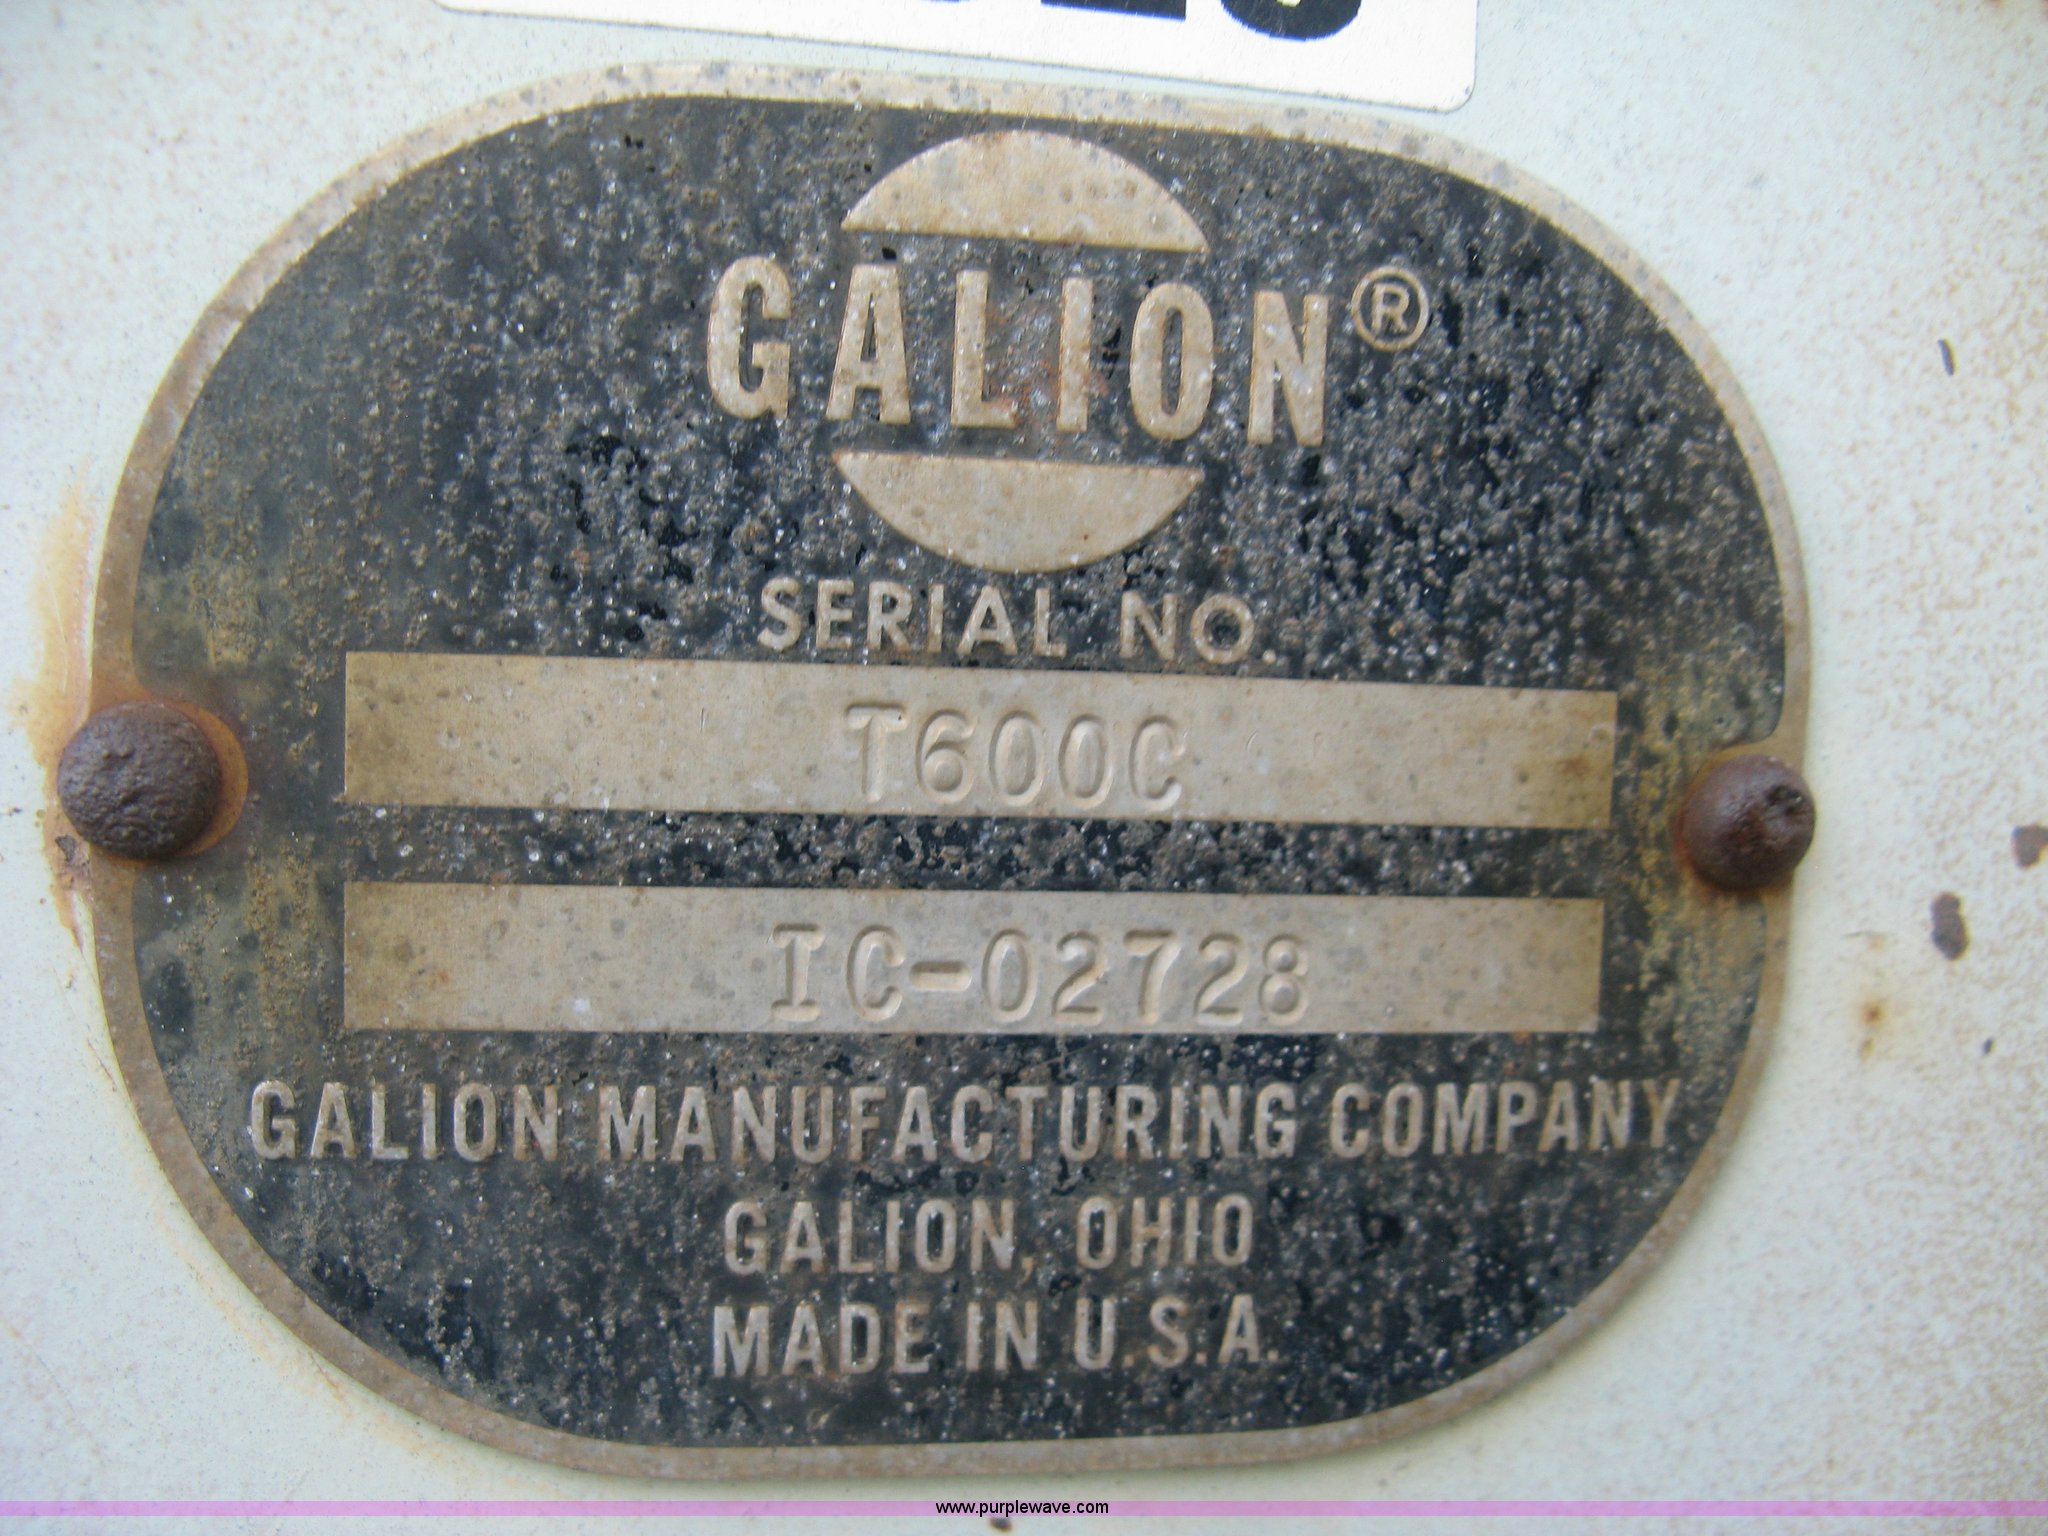 GALION®
SERIAL NO.
T600C
IC-02728
GALION MANUFACTURING COMPANY
GALION, OHIO
MADE IN U.S.A.
www.purplewave.com